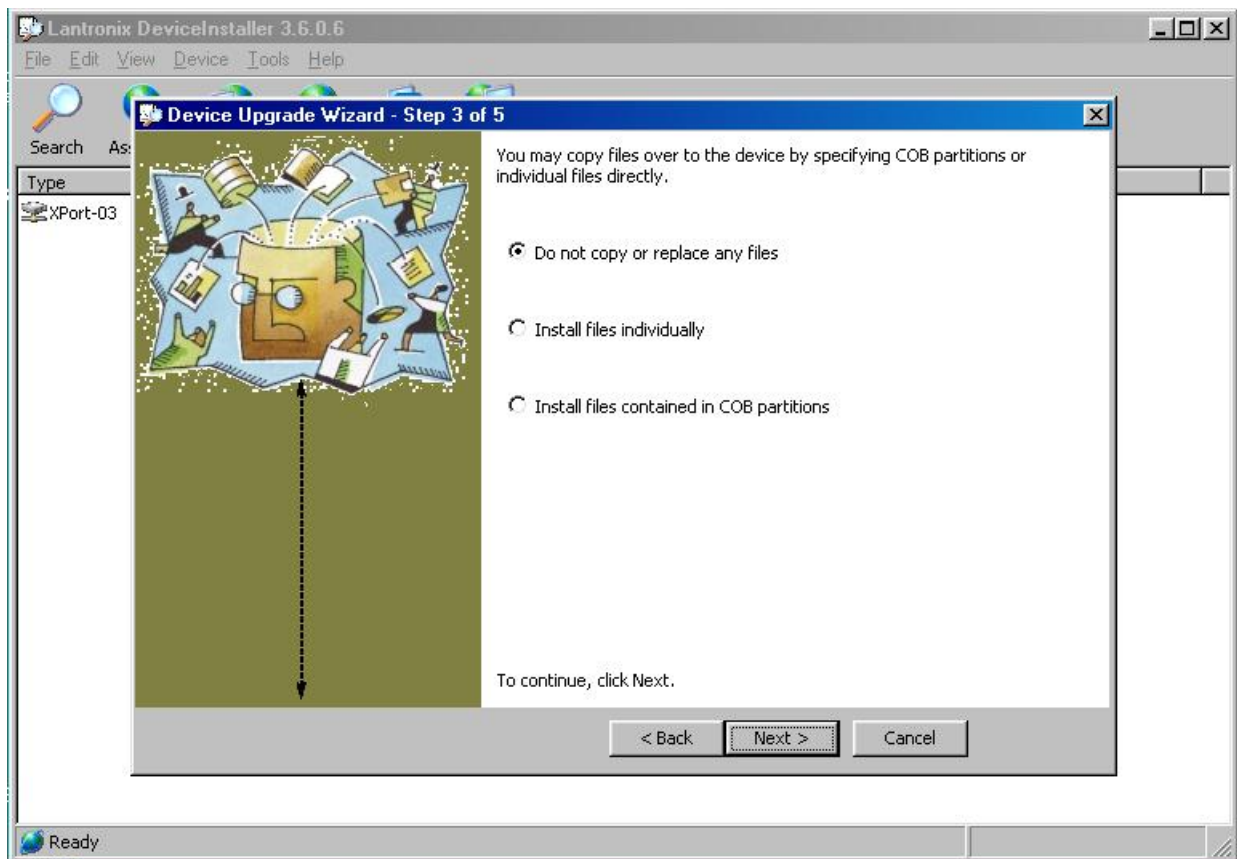 Lantronix DeviceInstaller 3.6.0.6
File Edit View Device Tools Help
Device Upgrade Wizard - Step 3 of 5
Search
Type
XPort-03
You may copy files over to the device by specifying COB partitions or
individual files directly.
Do not copy or replace any files
Install files individually
Install files contained in COB partitions
To continue, click Next.
< Back Next > Cancel
Ready